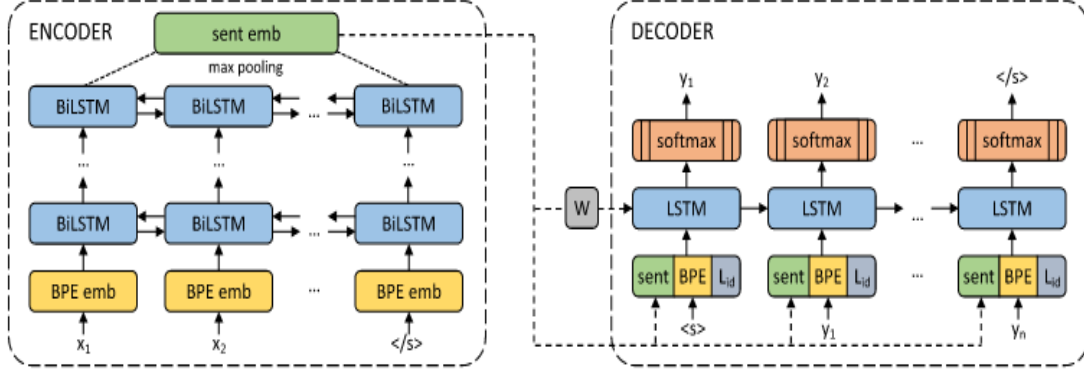 ENCODER
sent emb
max pooling
BiLSTM BiLSTM ... BiLSTM
... ... ...
BiLSTM BiLSTM ... BiLSTM
BPE emb BPE emb ... BPE emb
x1 x2 </s>
W
DECODER
y1 y2 </s>
softmax softmax ... softmax
LSTM LSTM ... LSTM
sent BPE Lid sent BPE Lid ... sent BPE Lid
<s> y1 yn